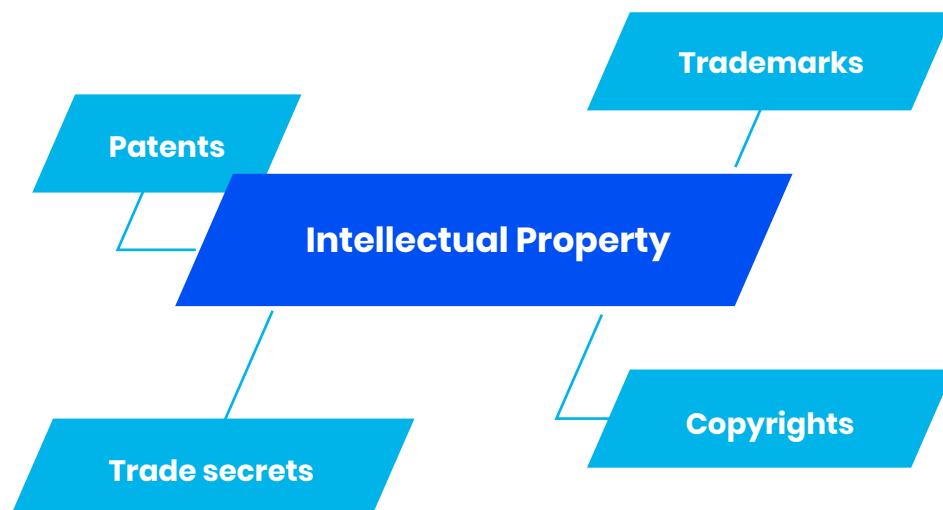 Trademarks
Patents
Intellectual Property
Copyrights
Trade secrets